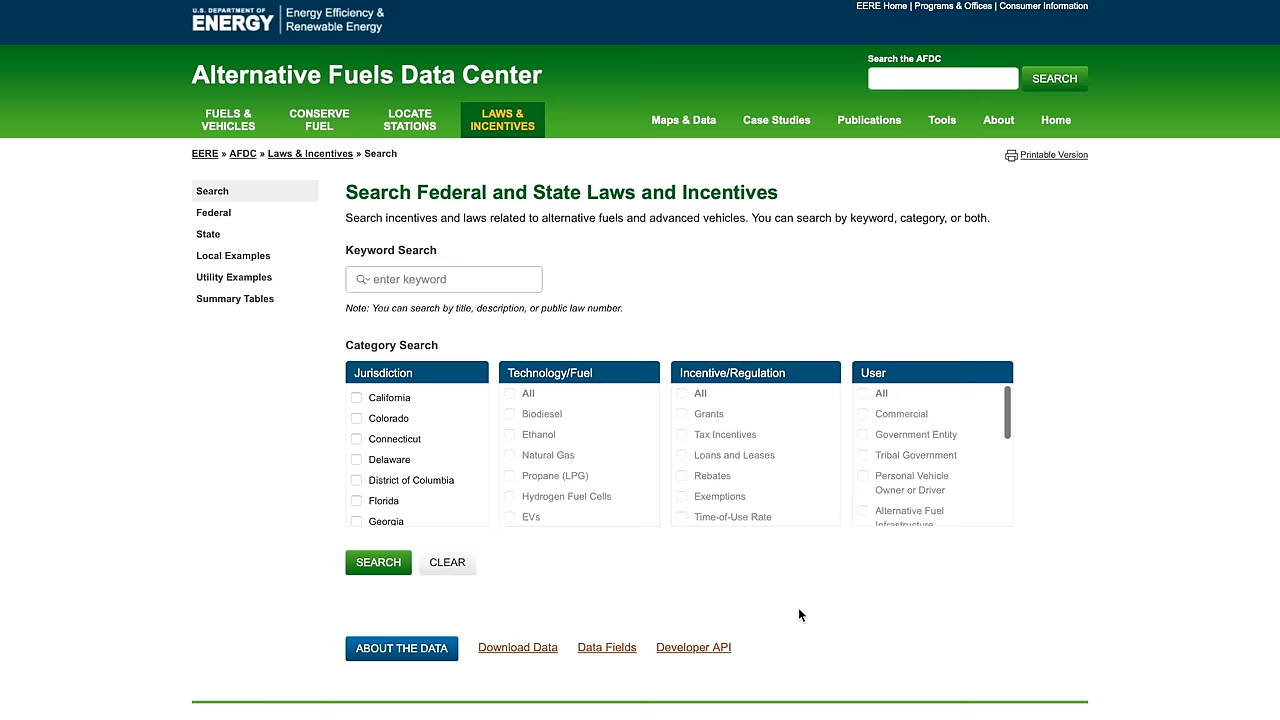 U.S. DEPARTMENT OF
ENERGY
Energy Efficiency &
Renewable Energy
EERE Home | Programs & Offices | Consumer Information
Alternative Fuels Data Center
Search the AFDC
SEARCH
FUELS &
VEHICLES
CONSERVE
FUEL
LOCATE
STATIONS
LAWS &
INCENTIVES
Maps & Data
Case Studies
Publications
Tools
About
Home
EERE » AFDC » Laws & Incentives » Search
Printable Version
Search
Federal
State
Local Examples
Utility Examples
Summary Tables
Search Federal and State Laws and Incentives
Search incentives and laws related to alternative fuels and advanced vehicles. You can search by keyword, category, or both.
Keyword Search
enter keyword
Note: You can search by title, description, or public law number.
Category Search
Jurisdiction
California
Colorado
Connecticut
Delaware
District of Columbia
Florida
Georgia
Technology/Fuel
All
Biodiesel
Ethanol
Natural Gas
Propane (LPG)
Hydrogen Fuel Cells
EVs
Incentive/Regulation
All
Grants
Tax Incentives
Loans and Leases
Rebates
Exemptions
Time-of-Use Rate
User
All
Commercial
Government Entity
Tribal Government
Personal Vehicle
Owner or Driver
Alternative Fuel
Infrastructure
SEARCH
CLEAR
ABOUT THE DATA
Download Data
Data Fields
Developer API